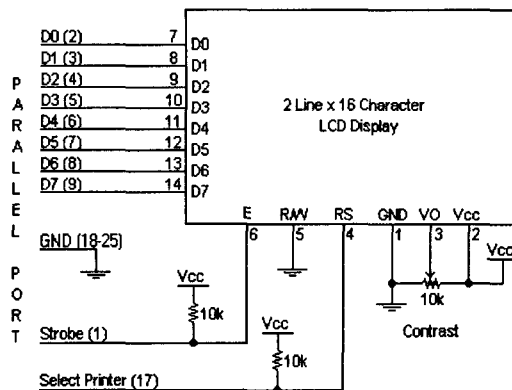 D0 (2) 7 D0
D1 (3) 8 D1
D2 (4) 9 D2
D3 (5) 10 D3
D4 (6) 11 D4
D5 (7) 12 D5
D6 (8) 13 D6
D7 (9) 14 D7
PARALLEL PORT
2 Line x 16 Character
LCD Display
E R/W RS GND VO Vcc
6 5 4 1 3 2
GND (18-25)
Vcc
10k
Strobe (1)
Vcc
10k
Select Printer (17)
Vcc
10k
Contrast